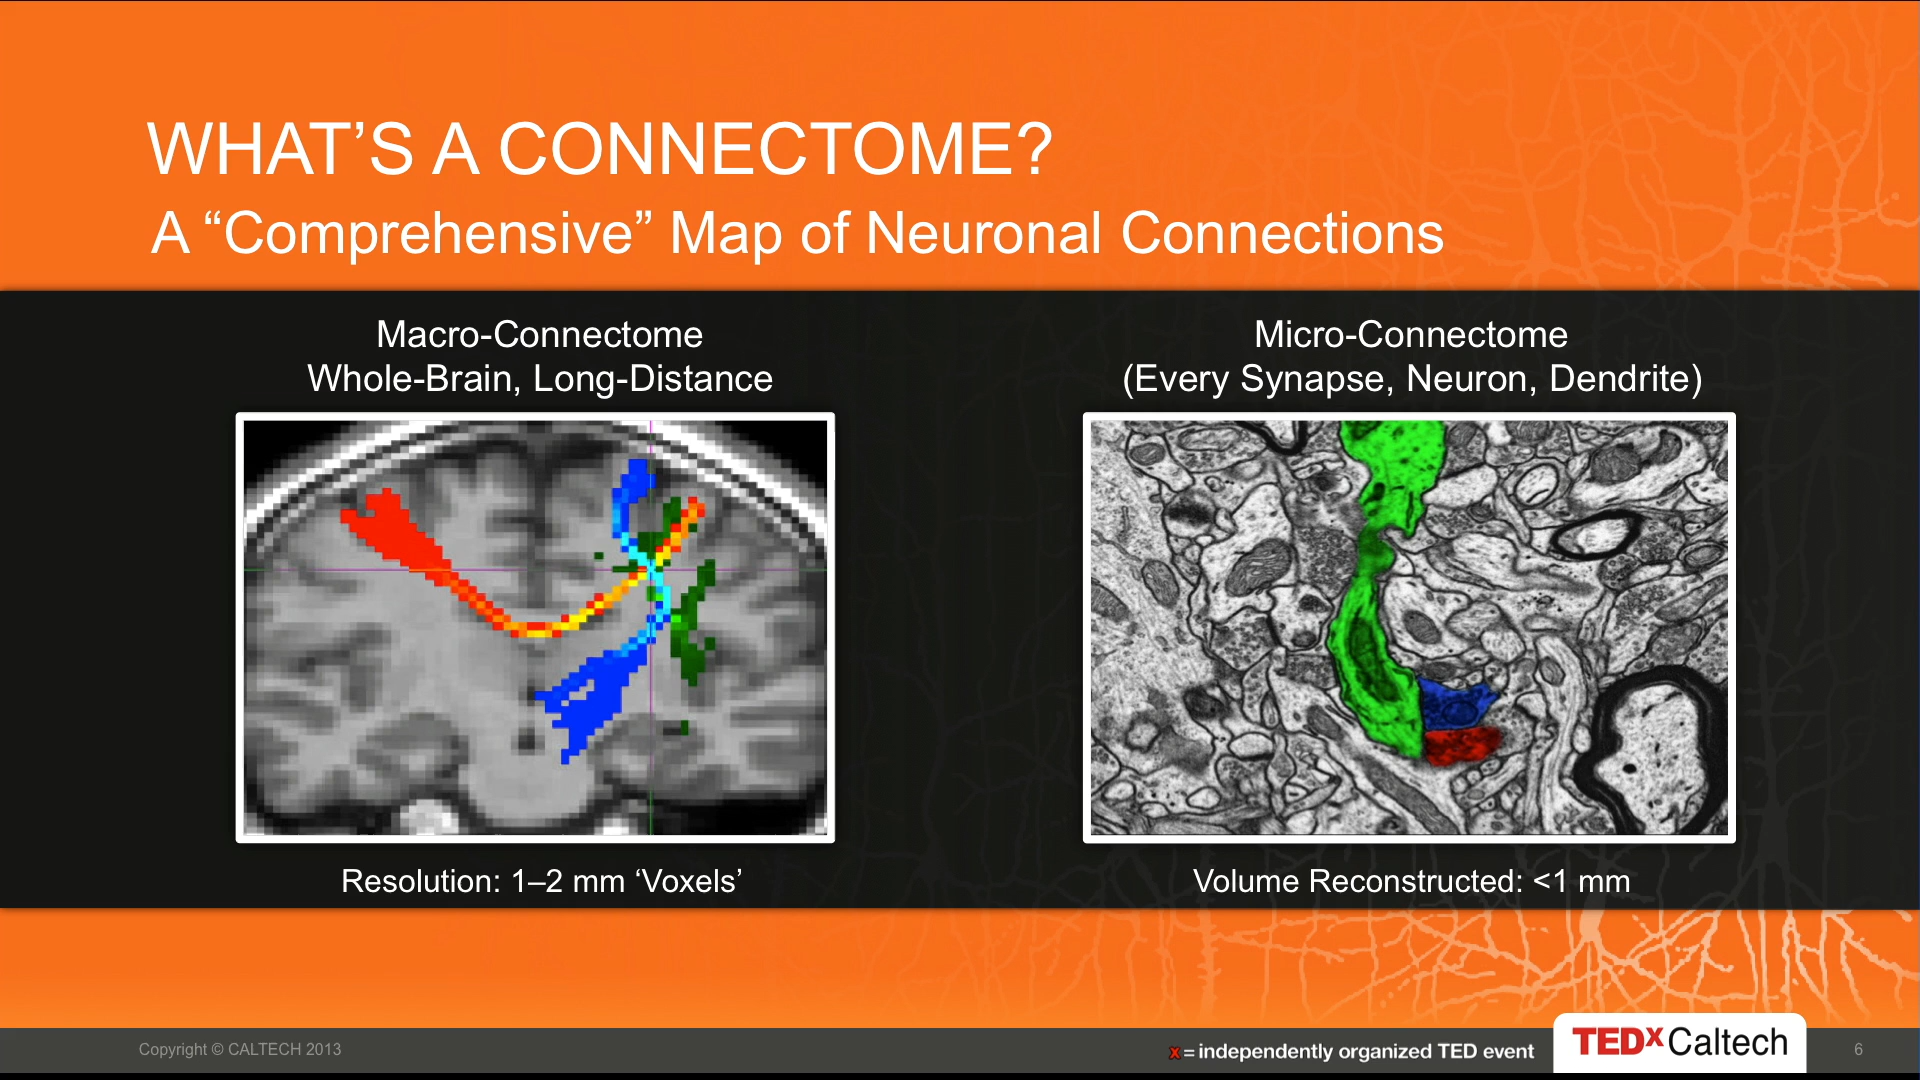 WHAT’S A CONNECTOME?
A “Comprehensive” Map of Neuronal Connections
Macro-Connectome
Whole-Brain, Long-Distance
Micro-Connectome
(Every Synapse, Neuron, Dendrite)
Resolution: 1–2 mm ‘Voxels’
Volume Reconstructed: <1 mm
Copyright © CALTECH 2013
x = independently organized TED event
TEDxCaltech
6